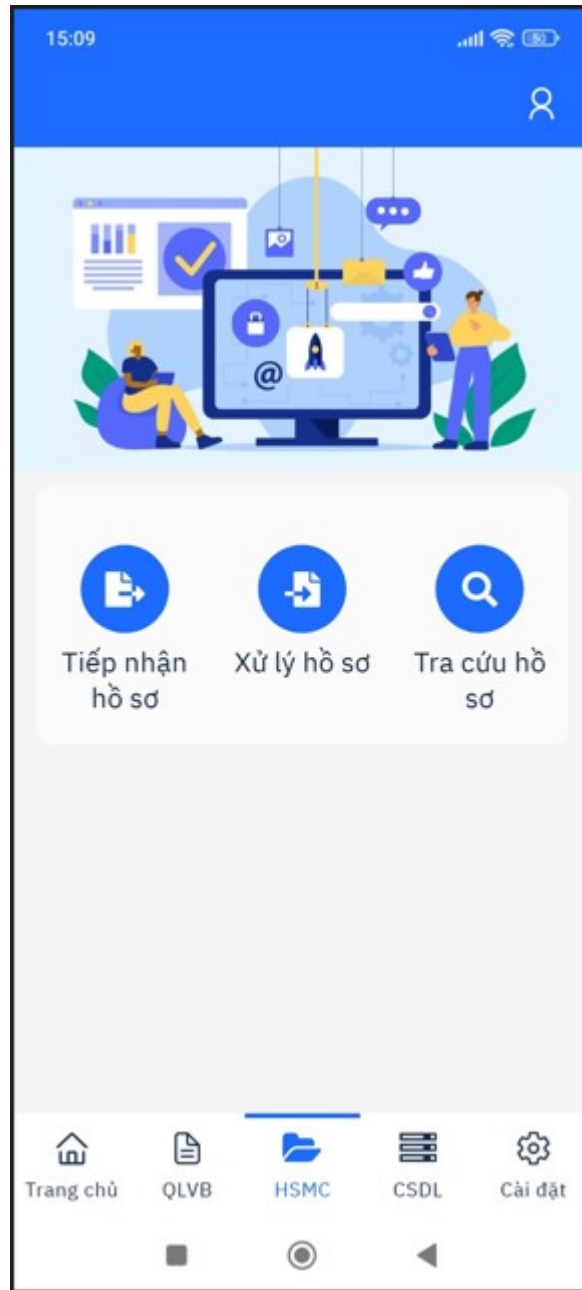 15:09
50
@
Tiếp nhận
hồ sơ
Xử lý hồ sơ
Tra cứu hồ
sơ
Trang chủ
QLVB
HSMC
CSDL
Cài đặt